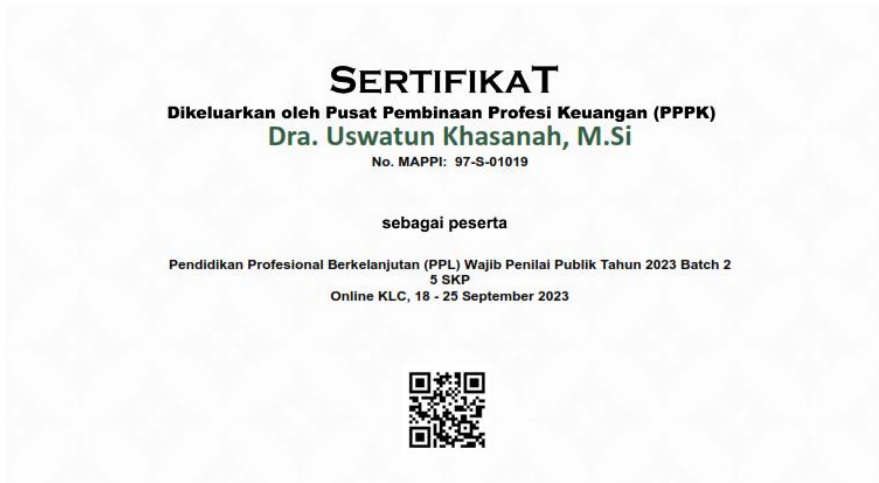 SERTIFIKAT
Dikeluarkan oleh Pusat Pembinaan Profesi Keuangan (PPPK)
Dra. Uswatun Khasanah, M.Si
No. MAPPI: 97-S-01019
sebagai peserta
Pendidikan Profesional Berkelanjutan (PPL) Wajib Penilai Publik Tahun 2023 Batch 2
5 SKP
Online KLC, 18 - 25 September 2023